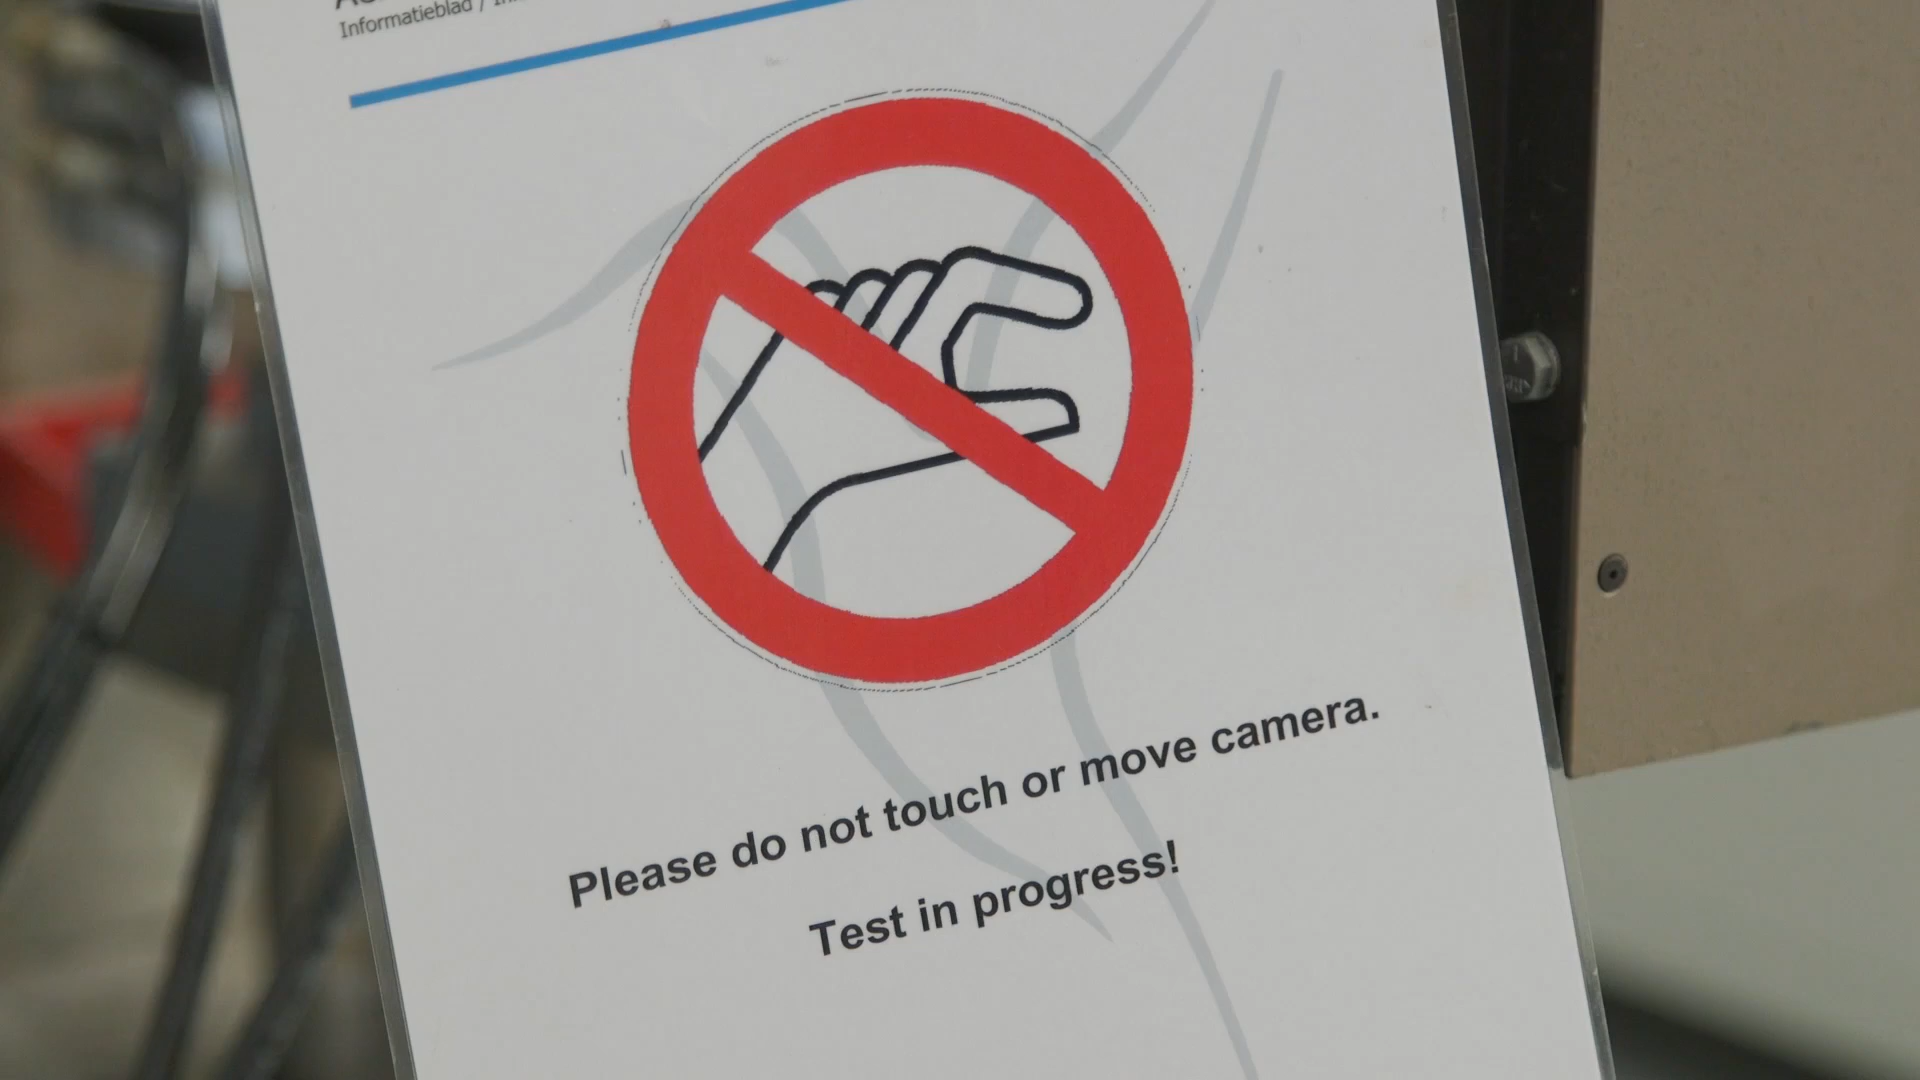 Informatieblad /
Please do not touch or move camera.
Test in progress!